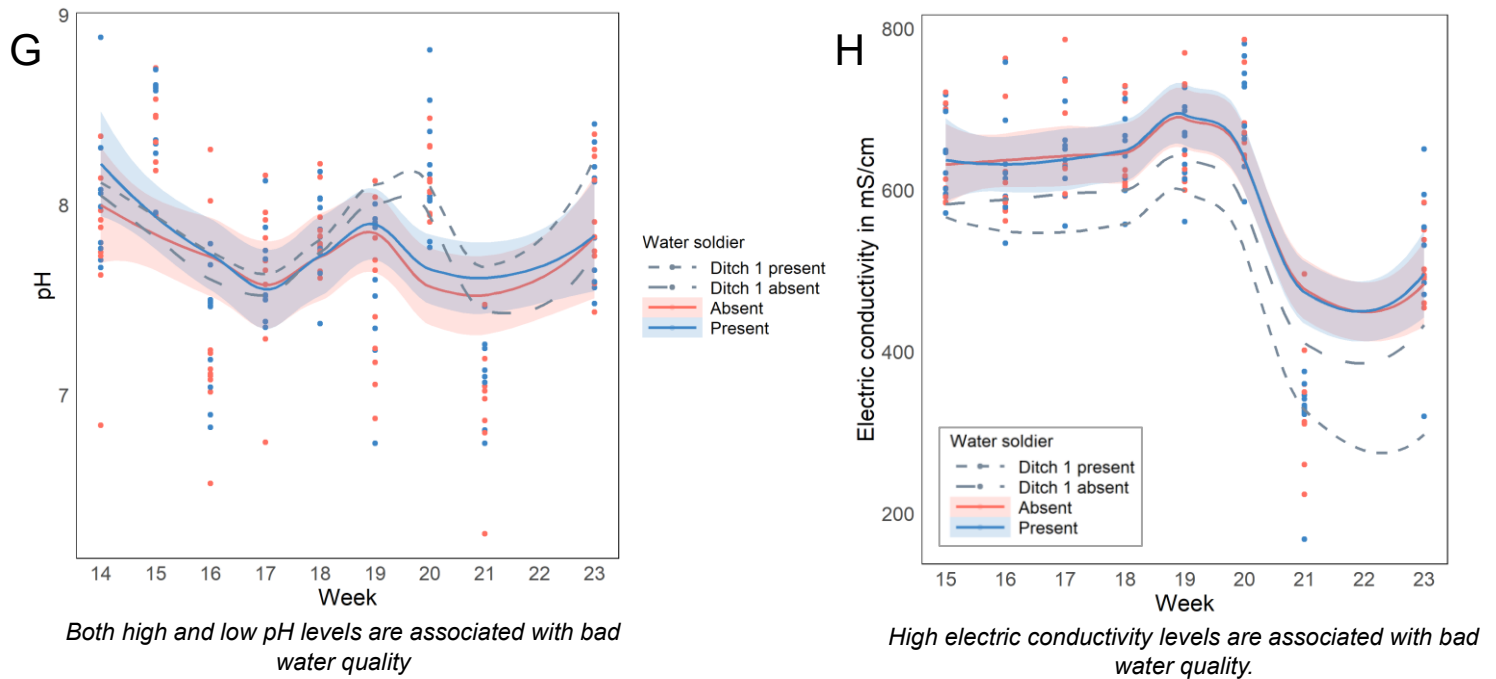 G
9
8
7
pH
14 15 16 17 18 19 20 21 22 23
Week
Both high and low pH levels are associated with bad
water quality
Water soldier
Ditch 1 present
Ditch 1 absent
Absent
Present
H
800
600
400
200
Electric conductivity in mS/cm
Water soldier
Ditch 1 present
Ditch 1 absent
Absent
Present
15 16 17 18 19 20 21 22 23
Week
High electric conductivity levels are associated with bad
water quality.